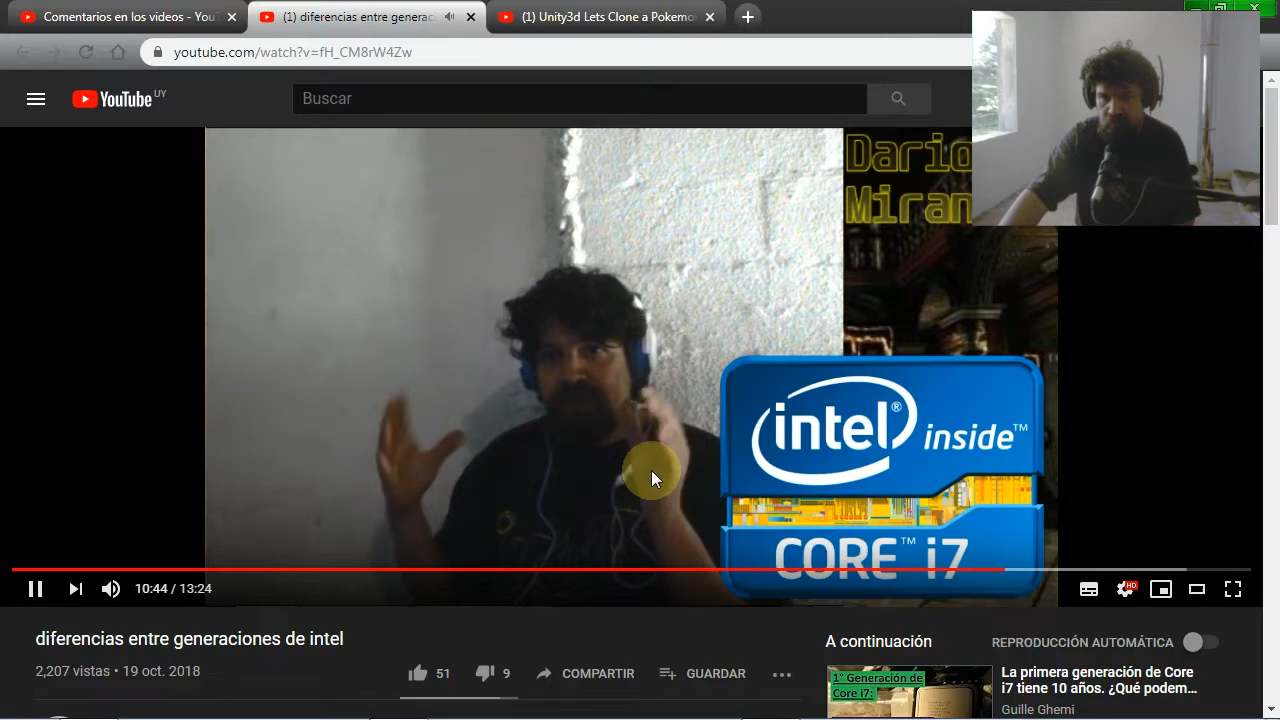 Comentarios en los videos - You
(1) diferencias entre generac
(1) Unity3d Lets Clone a Pokemo
youtube.com/watch?v=fH_CM8rW4Zw
YouTube UY
Buscar
Dario
Miran
intel® inside™
CORE™ i7
10:44 / 13:24
HD
diferencias entre generaciones de intel
2,207 vistas • 19 oct. 2018
51
9
COMPARTIR
GUARDAR
A continuación
REPRODUCCIÓN AUTOMÁTICA
1° Generación de
Core i7:
La primera generación de Core
i7 tiene 10 años. ¿Qué podem...
Guille Ghemi